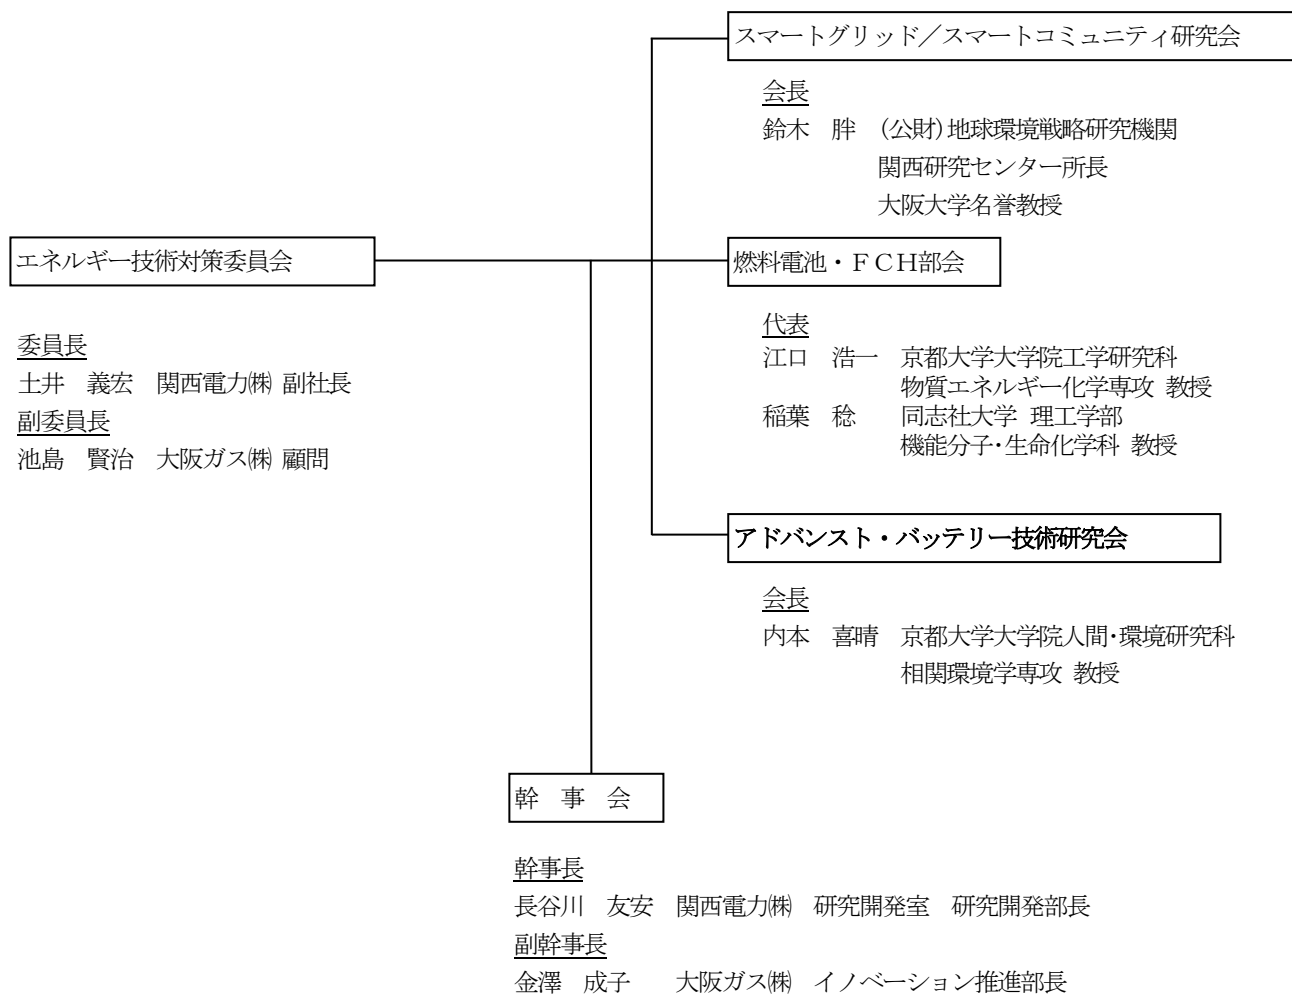 スマートグリッド／スマートコミュニティ研究会
会長
鈴木　胖　(公財)地球環境戦略研究機関
関西研究センター所長
大阪大学名誉教授
エネルギー技術対策委員会
委員長
土井　義宏　関西電力㈱ 副社長
副委員長
池島　賢治　大阪ガス㈱ 顧問
燃料電池・ＦＣＨ部会
代表
江口　浩一　京都大学大学院工学研究科
物質エネルギー化学専攻 教授
稲葉　稔　　同志社大学 理工学部
機能分子・生命化学科 教授
アドバンスト・バッテリー技術研究会
会長
内本　喜晴　京都大学大学院人間・環境研究科
相関環境学専攻 教授
幹　事　会
幹事長
長谷川　友安　関西電力㈱　研究開発室　研究開発部長
副幹事長
金澤　成子　　大阪ガス㈱　イノベーション推進部長